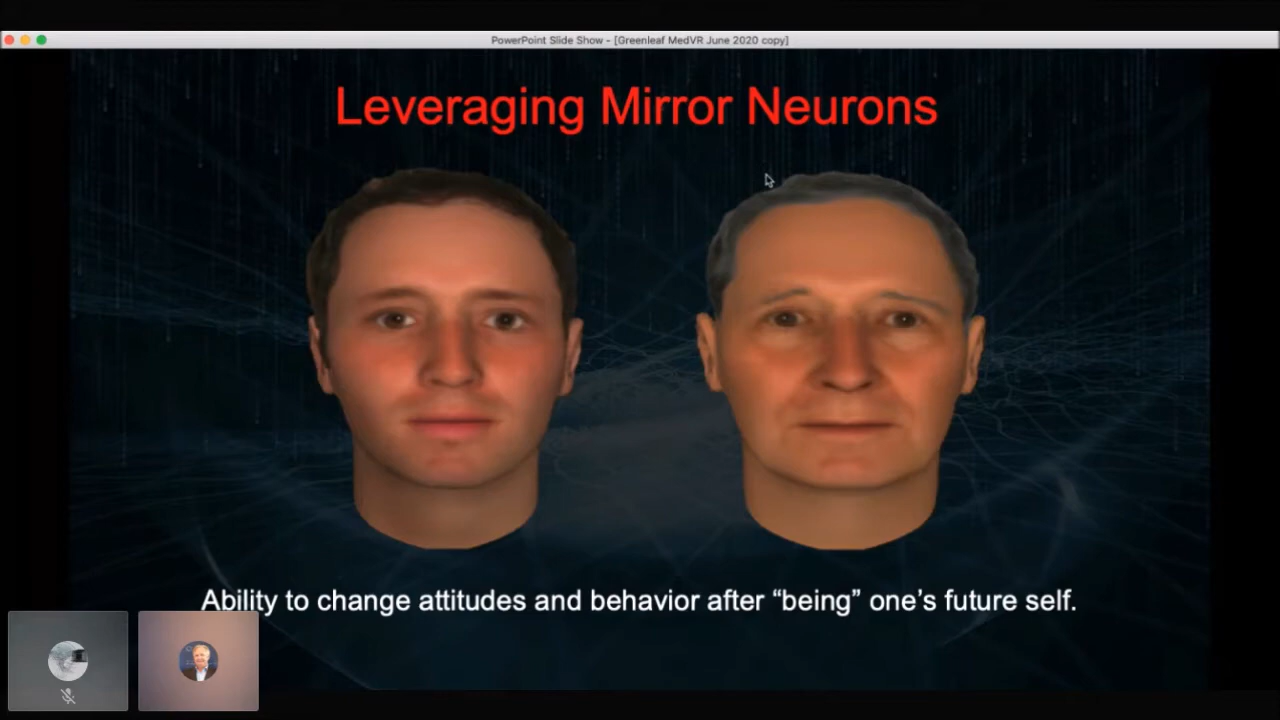 PowerPoint Slide Show - [Greenleaf MedVR June 2020 copy]
Leveraging Mirror Neurons
Ability to change attitudes and behavior after “being” one’s future self.